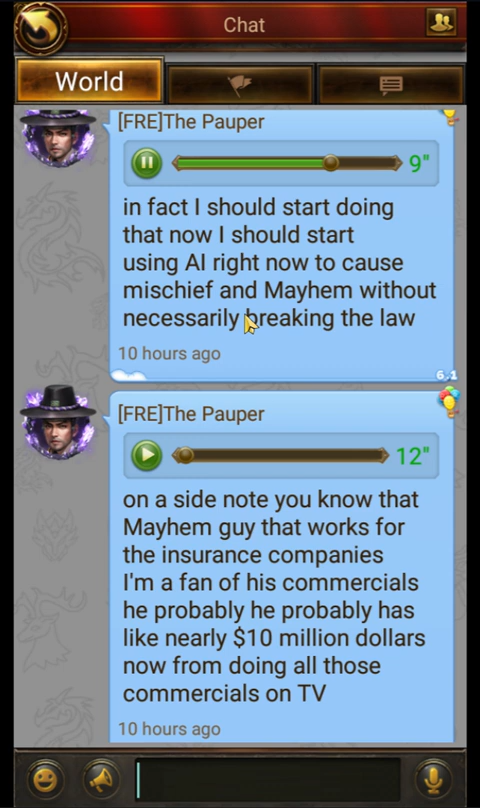 Chat
World
[FRE]The Pauper
9"
in fact I should start doing
that now I should start
using AI right now to cause
mischief and Mayhem without
necessarily breaking the law
10 hours ago
6.1
[FRE]The Pauper
12"
on a side note you know that
Mayhem guy that works for
the insurance companies
I'm a fan of his commercials
he probably he probably has
like nearly $10 million dollars
now from doing all those
commercials on TV
10 hours ago